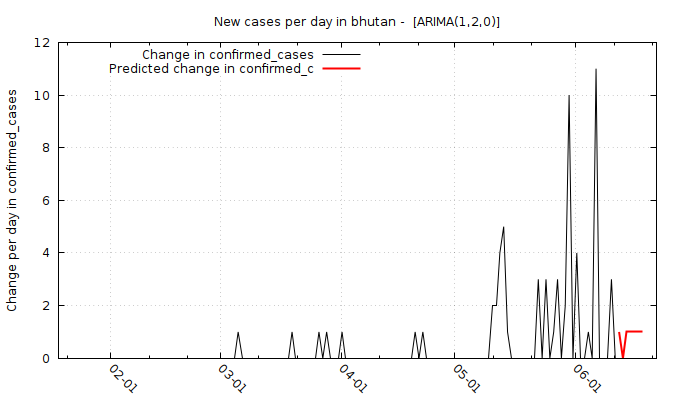 New cases per day in bhutan -  [ARIMA(1,2,0)]
Change in confirmed_cases
Predicted change in confirmed_c
Change per day in confirmed_cases
12
10
8
6
4
2
0
02-01 03-01 04-01 05-01 06-01